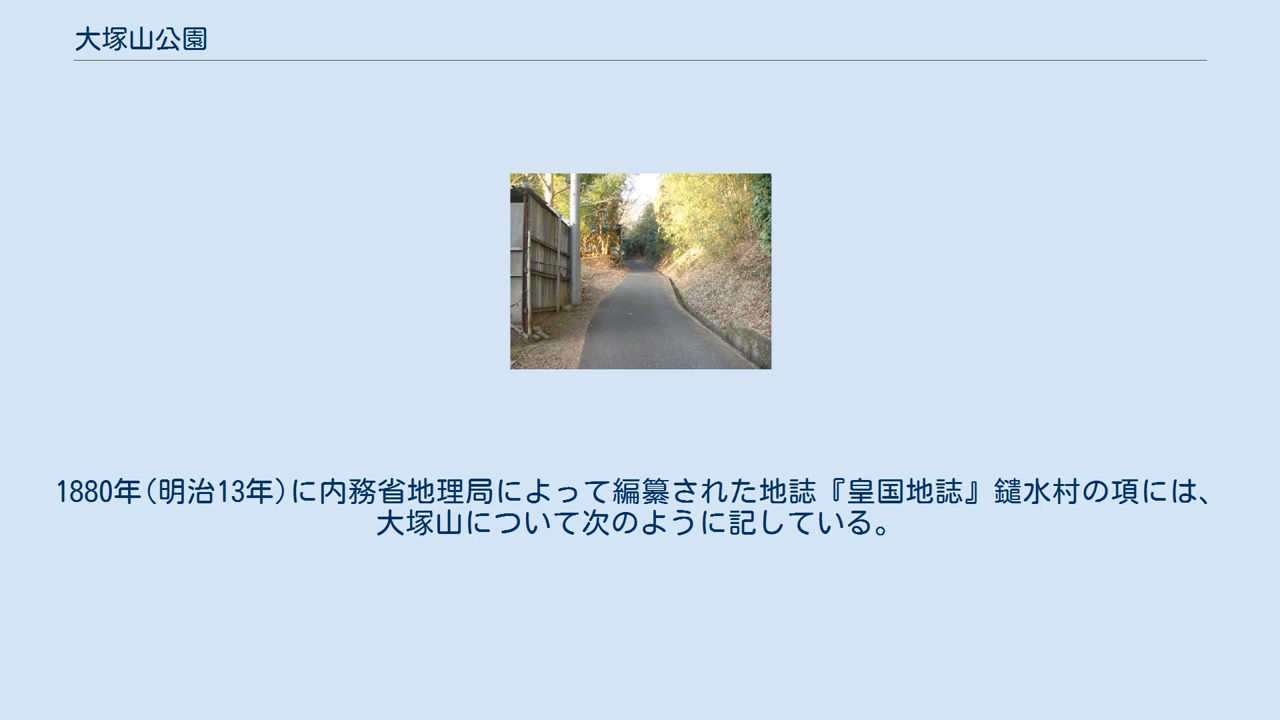 大塚山公園
1880年(明治13年)に内務省地理局によって編纂された地誌『皇国地誌』鑓水村の項には、
大塚山について次のように記している。